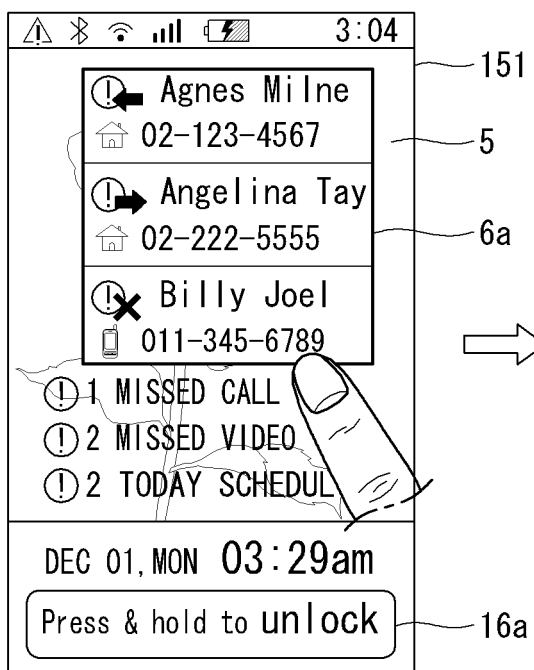 3:04
151
Agnes Milne
02-123-4567
5
Angelina Tay
02-222-5555
6a
Billy Joel
011-345-6789
1 MISSED CALL
2 MISSED VIDEO
2 TODAY SCHEDUL
DEC 01, MON 03:29am
Press & hold to unlock
16a